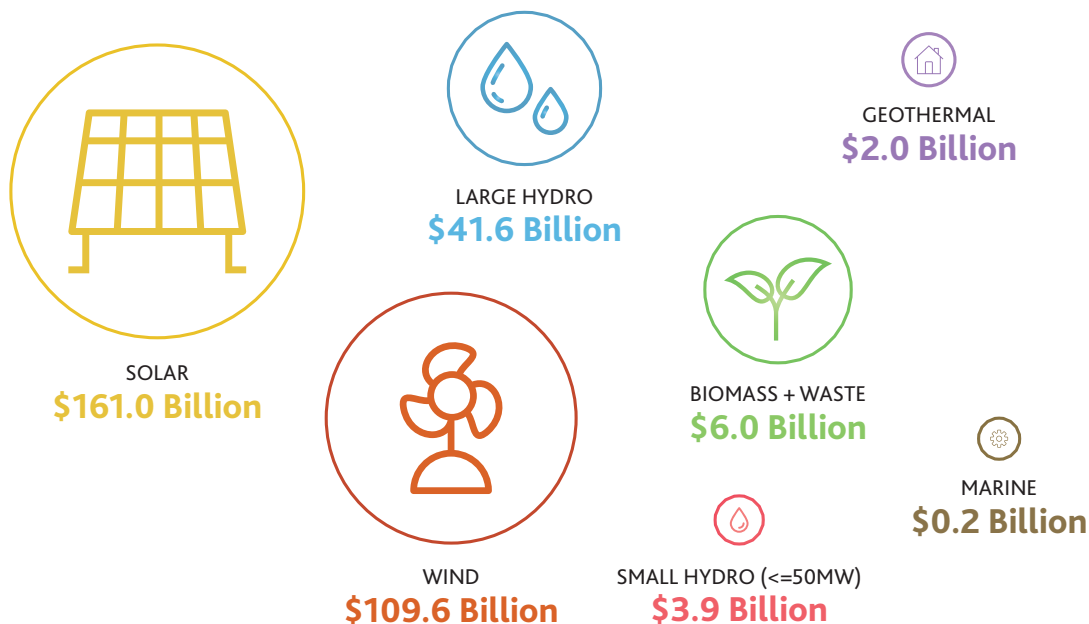 SOLAR
$161.0 Billion
LARGE HYDRO
$41.6 Billion
GEOTHERMAL
$2.0 Billion
WIND
$109.6 Billion
BIOMASS + WASTE
$6.0 Billion
SMALL HYDRO (<=50MW)
$3.9 Billion
MARINE
$0.2 Billion